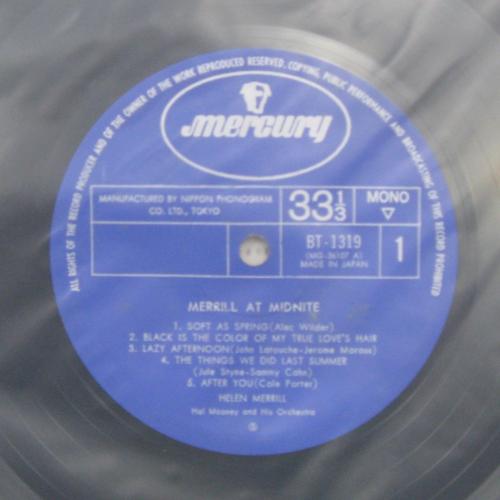 ALL RIGHTS OF THE RECORD PRODUCER AND OF THE OWNER OF THE WORK REPRODUCED RESERVED. COPYING, PUBLIC PERFORMANCE AND BROADCASTING OF THIS RECORD PROHIBITED
mercury
MANUFACTURED BY NIPPON PHONOGRAM
CO. LTD., TOKYO
33 1/3
MONO
▽
BT-1319
(MG-36107 A)
MADE IN JAPAN
1
MERRILL AT MIDNITE
1. SOFT AS SPRING(Alec Wilder)
2. BLACK IS THE COLOR OF MY TRUE LOVE'S HAIR
3. LAZY AFTERNOON(John Latouche-Jerome Moross)
4. THE THINGS WE DID LAST SUMMER
(Jule Styne-Sammy Cahn)
5. AFTER YOU(Cole Porter)
HELEN MERRILL
Hal Mooney and His Orchestra